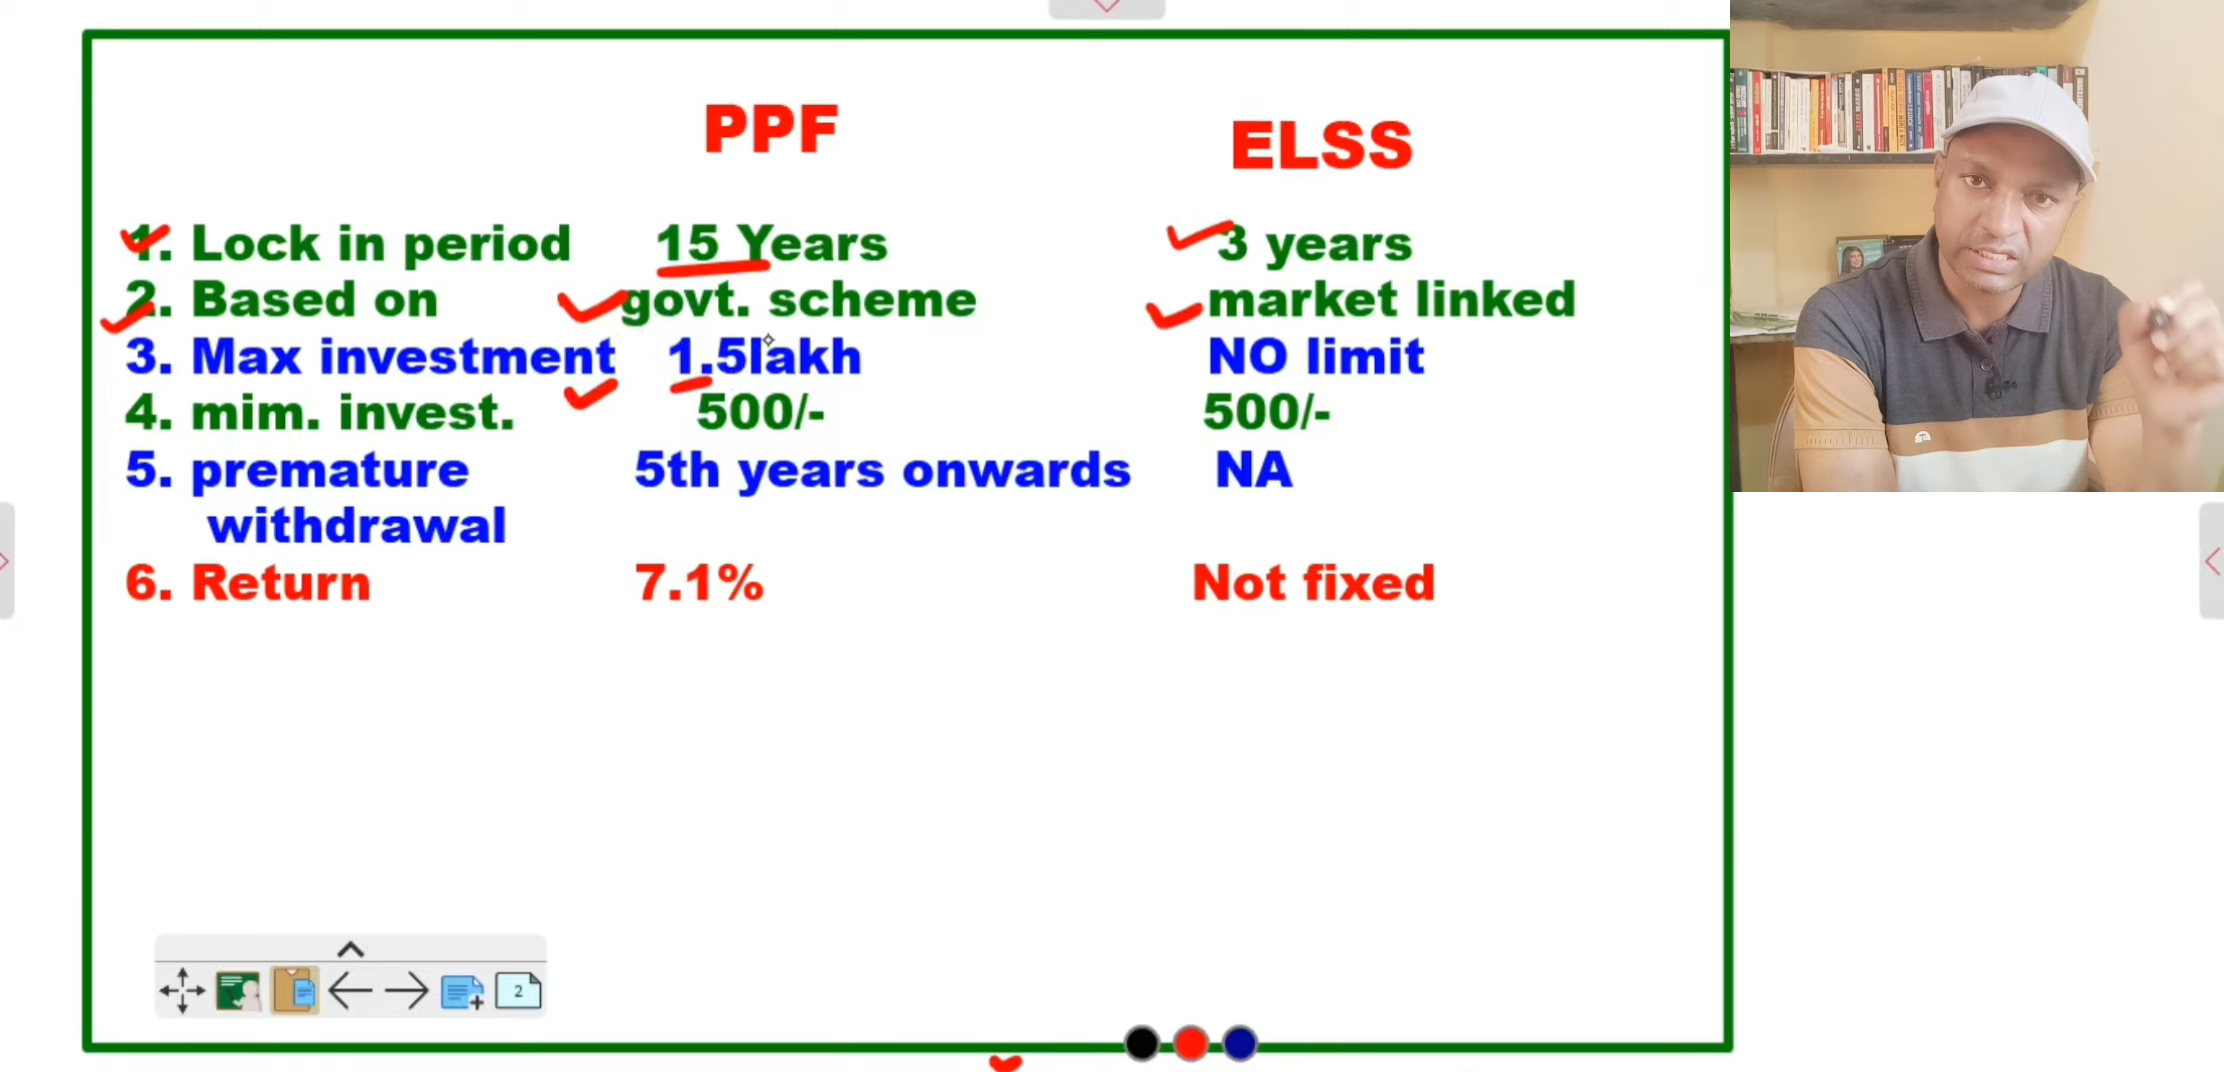 PPF ELSS
1. Lock in period 15 Years 3 years
2. Based on govt. scheme market linked
3. Max investment 1.5lakh NO limit
4. mim. invest. 500/- 500/-
5. premature 5th years onwards NA
withdrawal
6. Return 7.1% Not fixed
2